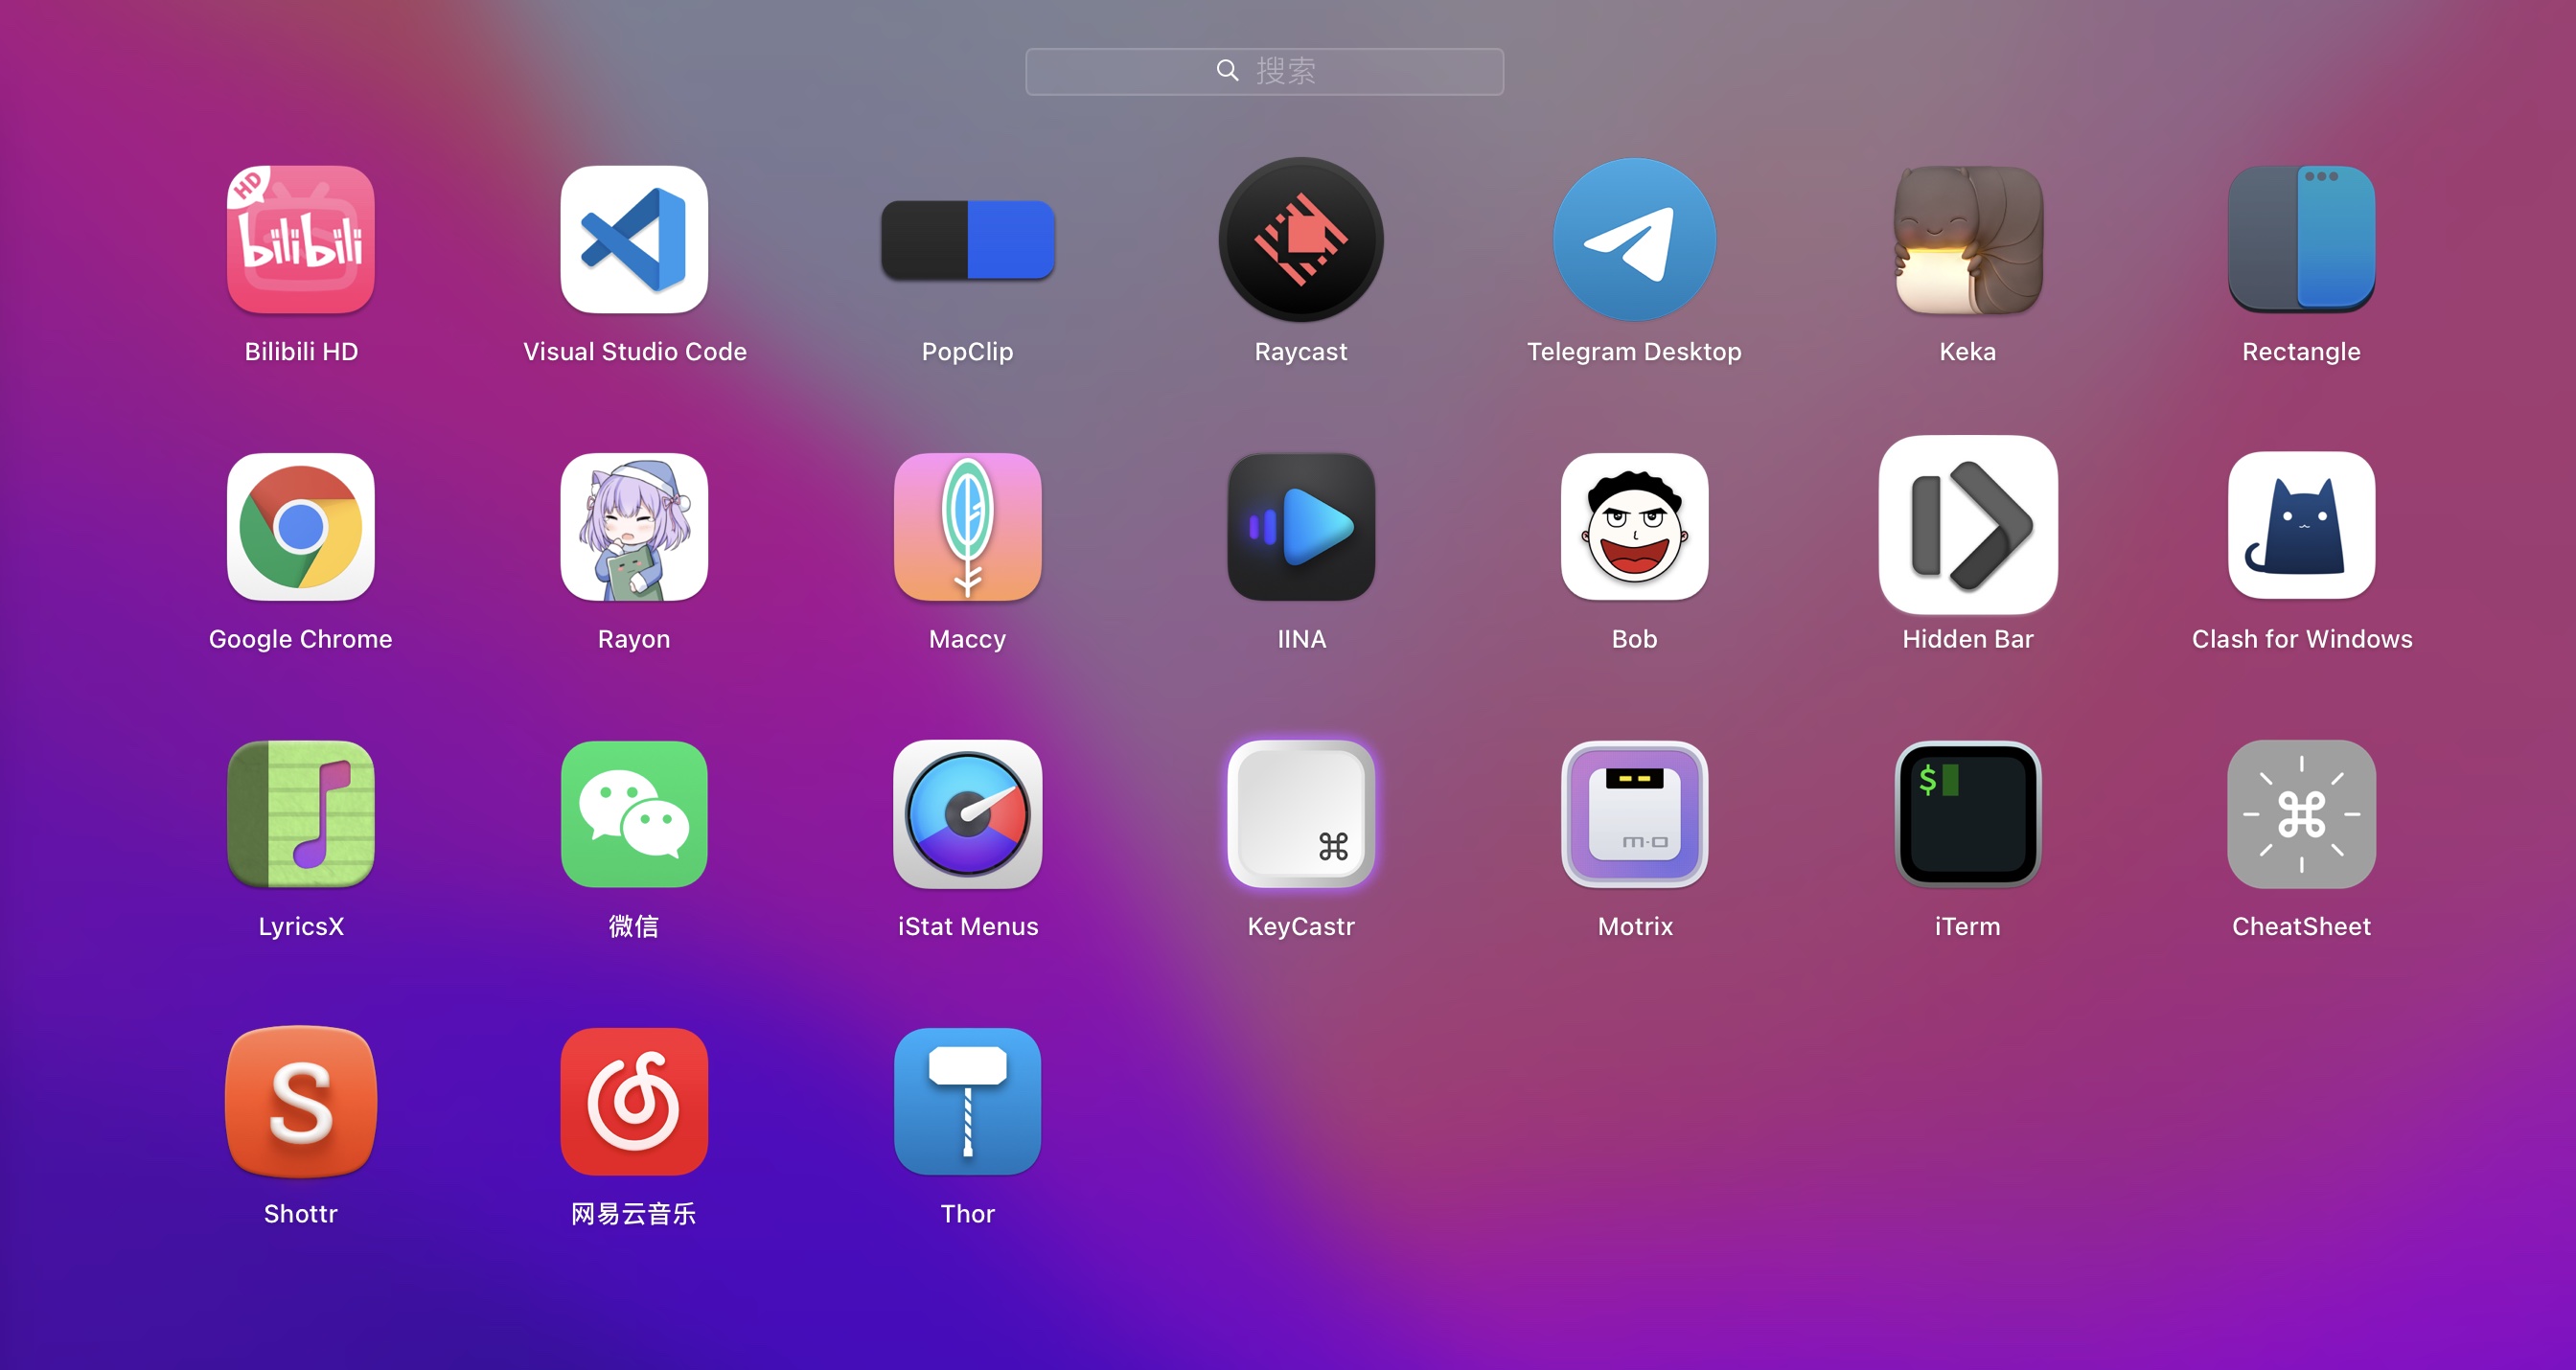 搜索
HD
bilibili
Bilibili HD
Visual Studio Code
PopClip
Raycast
Telegram Desktop
Keka
Rectangle
Google Chrome
Rayon
Maccy
IINA
Bob
Hidden Bar
Clash for Windows
m-o
$
⌘
⌘
LyricsX
微信
iStat Menus
KeyCastr
Motrix
iTerm
CheatSheet
S
Shottr
网易云音乐
Thor